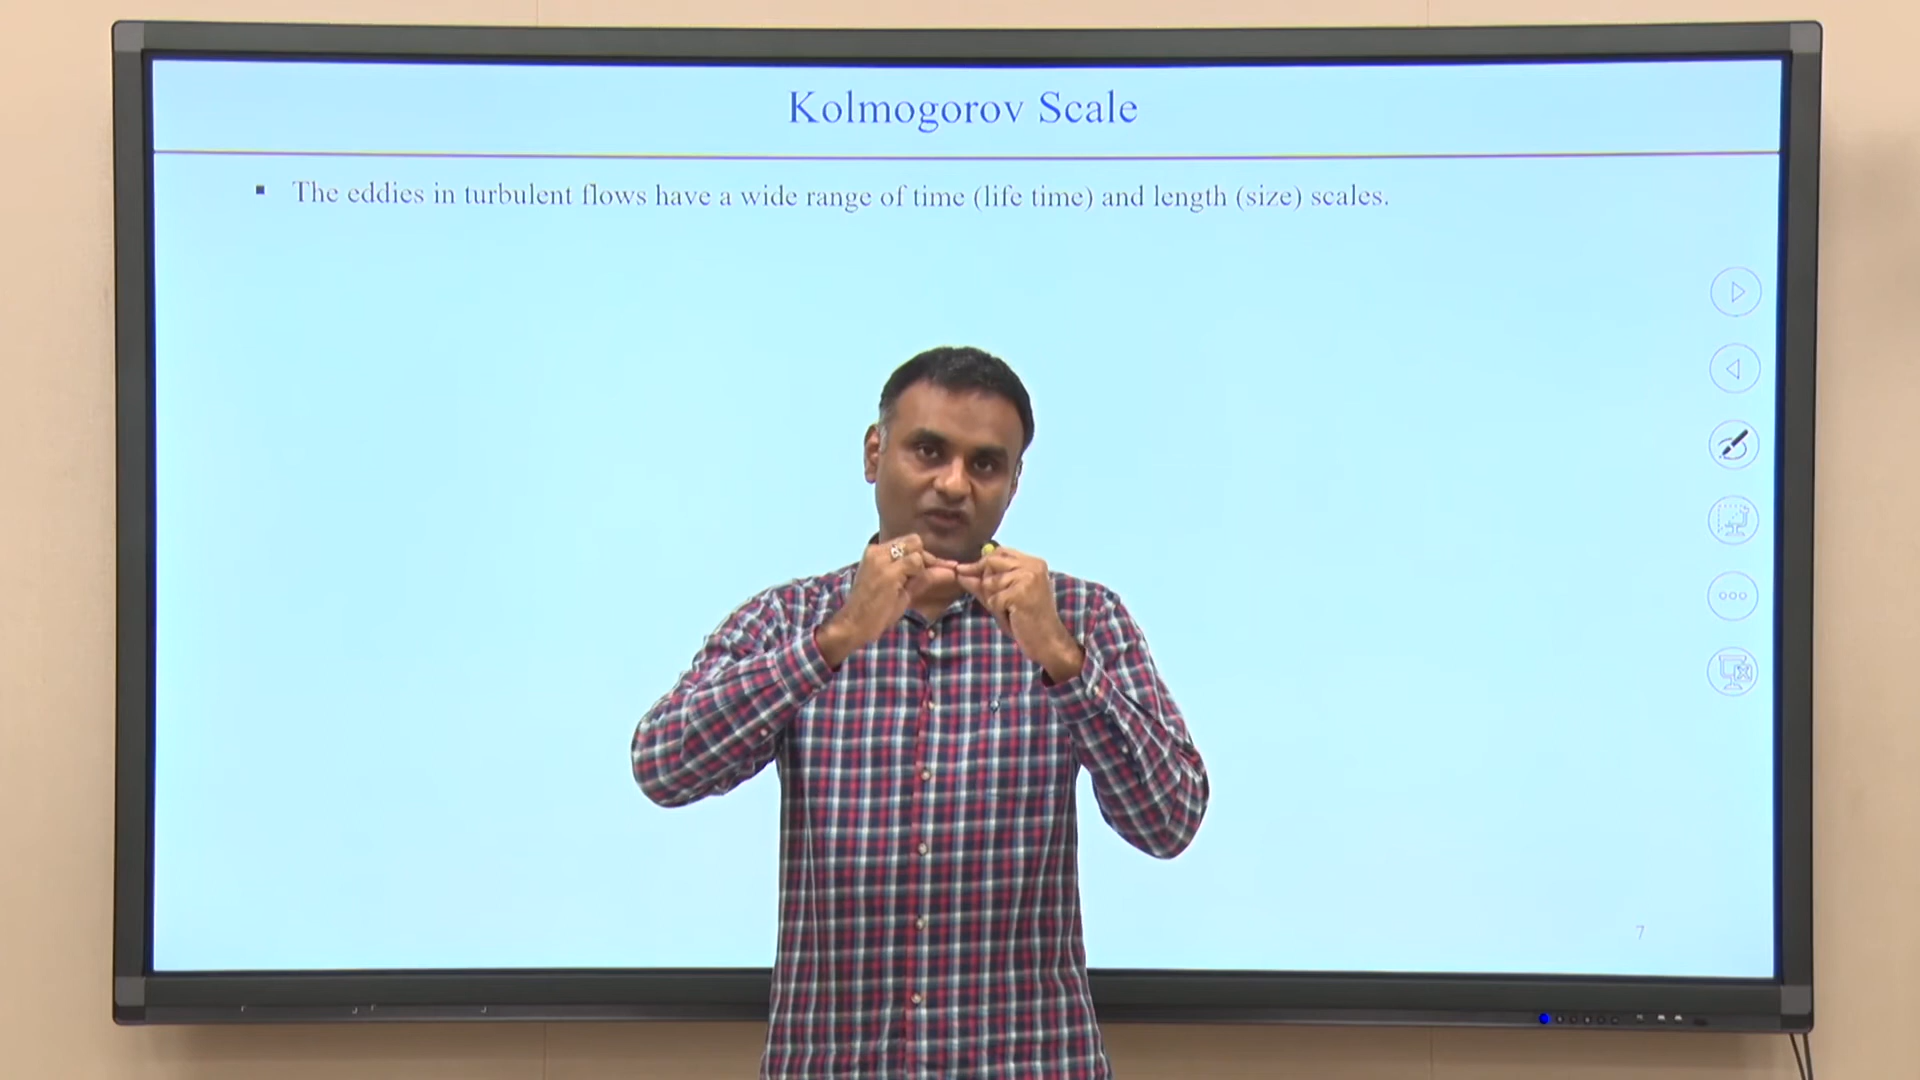 Kolmogorov Scale
▪ The eddies in turbulent flows have a wide range of time (life time) and length (size) scales.
7